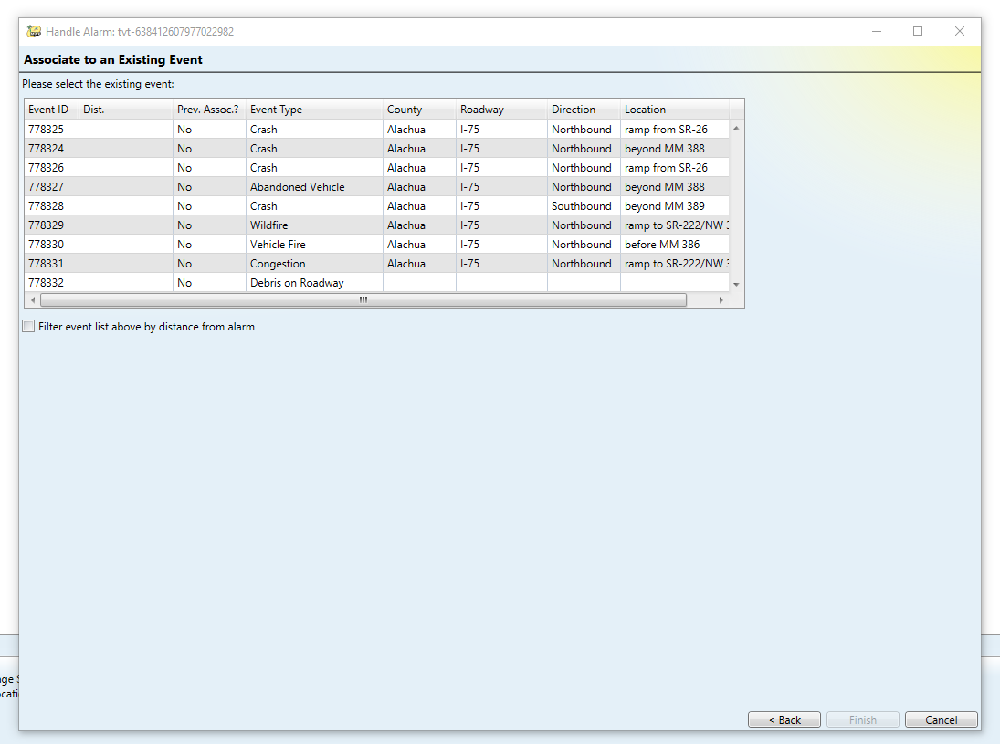 Handle Alarm: tvt-638412607977022982
Associate to an Existing Event
Please select the existing event:
Event ID Dist. Prev. Assoc.? Event Type County Roadway Direction Location
778325 No Crash Alachua I-75 Northbound ramp from SR-26
778324 No Crash Alachua I-75 Northbound beyond MM 388
778326 No Crash Alachua I-75 Northbound ramp from SR-26
778327 No Abandoned Vehicle Alachua I-75 Northbound beyond MM 388
778328 No Crash Alachua I-75 Southbound beyond MM 389
778329 No Wildfire Alachua I-75 Northbound ramp to SR-222/NW
778330 No Vehicle Fire Alachua I-75 Northbound before MM 386
778331 No Congestion Alachua I-75 Northbound ramp to SR-222/NW
778332 No Debris on Roadway
Filter event list above by distance from alarm
< Back Finish Cancel